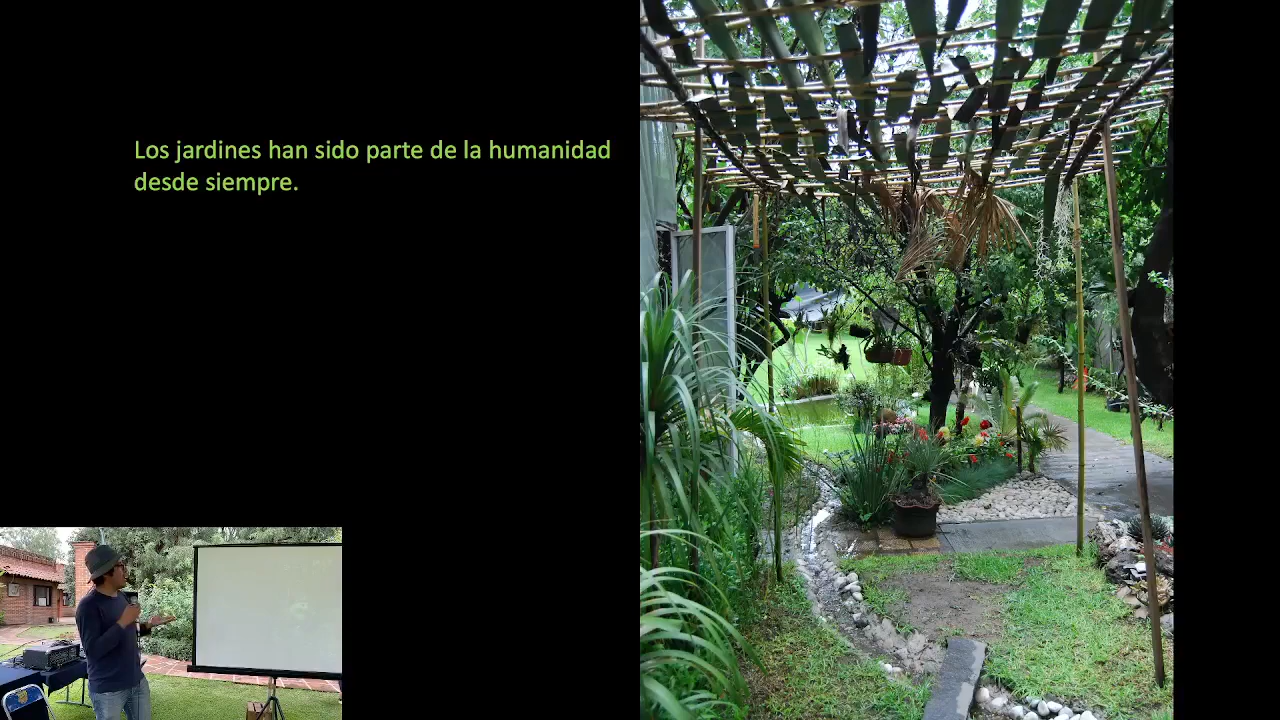 Los jardines han sido parte de la humanidad
desde siempre.